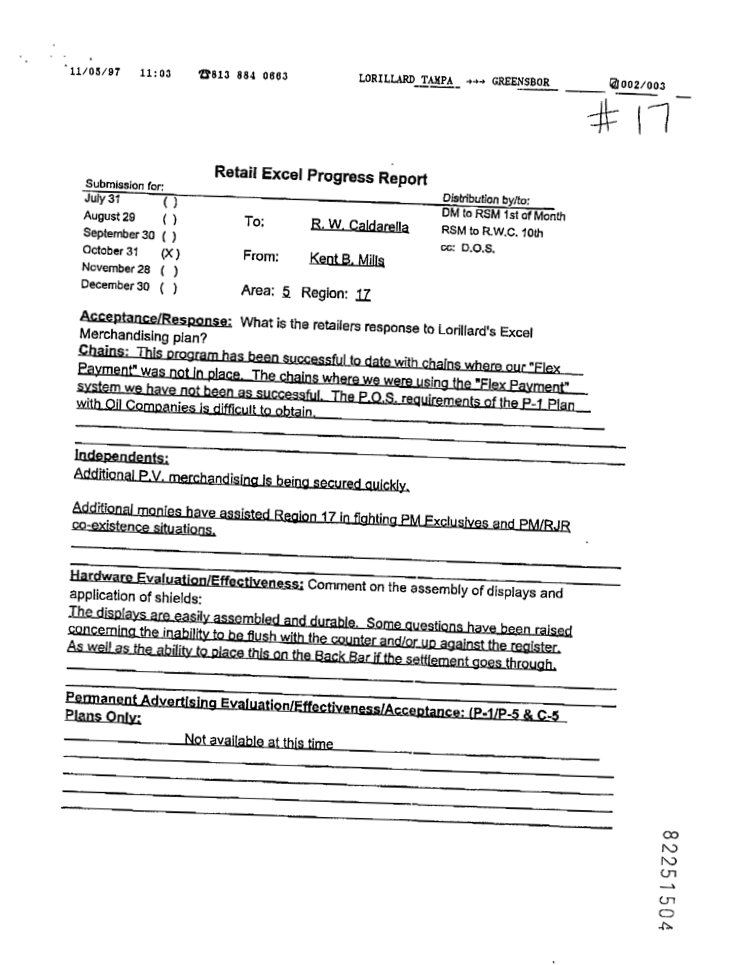 11/05/97 11:03 ☎813 884 0663 LORILLARD TAMPA →→→ GREENSBOR 002/003
# 17
Retail Excel Progress Report
Submission for:
July 31 ( )
August 29 ( )
September 30 ( )
October 31 (X)
November 28 ( )
December 30 ( )
To: R. W. Caldarella
From: Kent B. Mills
Area: 5 Region: 17
Distribution by/to:
DM to RSM 1st of Month
RSM to R.W.C. 10th
cc: D.O.S.
Acceptance/Response: What is the retailers response to Lorillard's Excel
Merchandising plan?
Chains: This program has been successful to date with chains where our "Flex
Payment" was not in place. The chains where we were using the "Flex Payment"
system we have not been as successful. The P.O.S. requirements of the P-1 Plan
with Oil Companies is difficult to obtain.
Independents:
Additional P.V. merchandising is being secured quickly.
Additional monies have assisted Region 17 in fighting PM Exclusives and PM/RJR
co-existence situations.
Hardware Evaluation/Effectiveness: Comment on the assembly of displays and
application of shields:
The displays are easily assembled and durable. Some questions have been raised
concerning the inability to be flush with the counter and/or up against the register.
As well as the ability to place this on the Back Bar if the settlement goes through.
Permanent Advertising Evaluation/Effectiveness/Acceptance: (P-1/P-5 & C-5
Plans Only:
Not available at this time
82251504